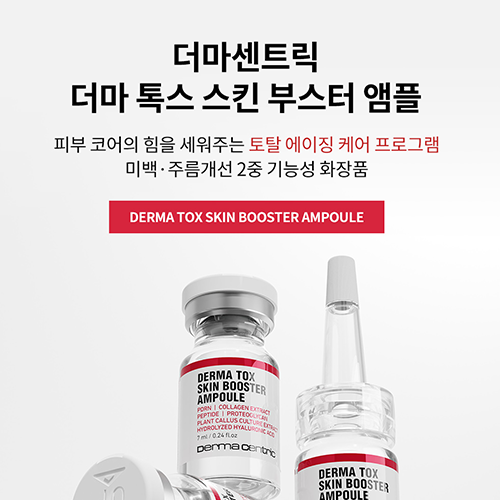 더마센트릭
더마 톡스 스킨 부스터 앰플
피부 코어의 힘을 세워주는 토탈 에이징 케어 프로그램
미백·주름개선 2중 기능성 화장품
DERMA TOX SKIN BOOSTER AMPOULE
DERMA TOX
SKIN BOOSTER
AMPOULE
PDRN | COLLAGEN EXTRACT
PEPTIDE | PROTEOGLYCAN
PLANT CALLUS CULTURE EXTRACT
HYDROLYZED HYALURONIC ACID
7 ml / 0.24 fl.oz
dermacentric
DERMA TOX
SKIN BOOSTER
AMPOULE